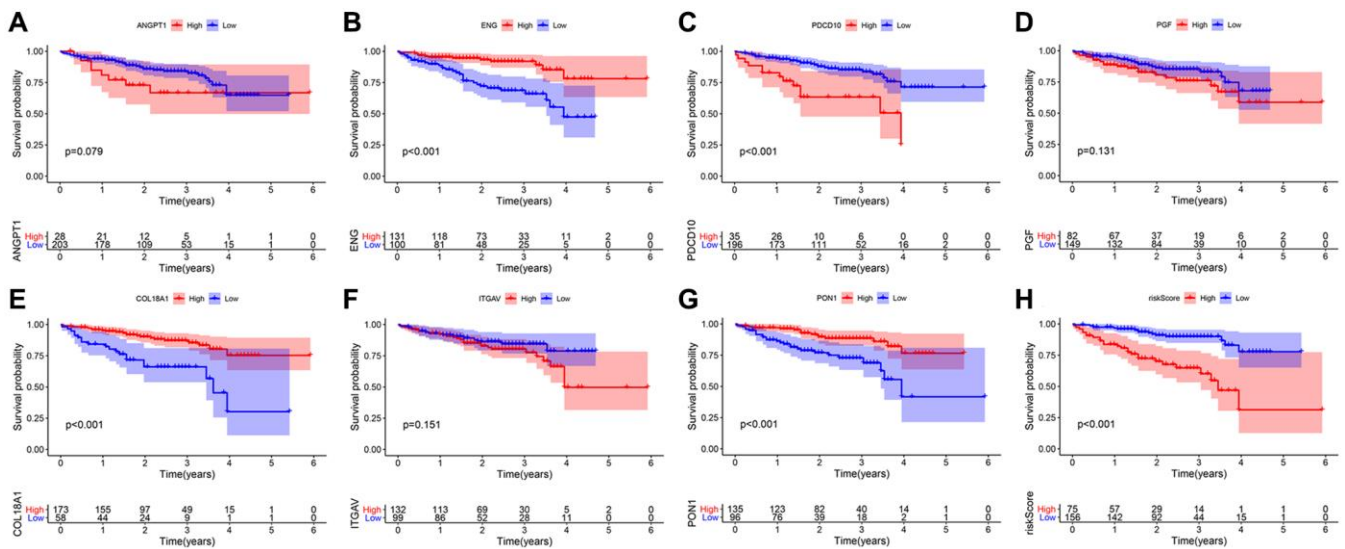 A
ANGPT1 High Low
Survival probability
1.00
0.75
0.50
0.25
0.00
p=0.079
0 1 2 3 4 5 6
Time(years)
ANGPT1
High 28 21 12 5 1 1 0
Low 203 178 109 53 15 1 0
0 1 2 3 4 5 6
Time(years)
B
ENG High Low
Survival probability
1.00
0.75
0.50
0.25
0.00
p<0.001
0 1 2 3 4 5 6
Time(years)
ENG
High 131 118 73 33 11 2 0
Low 100 81 48 25 5 0 0
0 1 2 3 4 5 6
Time(years)
C
PDCD10 High Low
Survival probability
1.00
0.75
0.50
0.25
0.00
p<0.001
0 1 2 3 4 5 6
Time(years)
PDCD10
High 35 26 10 6 0 0 0
Low 196 173 111 52 16 2 0
0 1 2 3 4 5 6
Time(years)
D
PGF High Low
Survival probability
1.00
0.75
0.50
0.25
0.00
p=0.131
0 1 2 3 4 5 6
Time(years)
PGF
High 82 67 37 19 6 2 0
Low 149 132 84 39 10 0 0
0 1 2 3 4 5 6
Time(years)
E
COL18A1 High Low
Survival probability
1.00
0.75
0.50
0.25
0.00
p<0.001
0 1 2 3 4 5 6
Time(years)
COL18A1
High 173 155 97 49 15 1 0
Low 58 44 24 9 1 1 0
0 1 2 3 4 5 6
Time(years)
F
ITGAV High Low
Survival probability
1.00
0.75
0.50
0.25
0.00
p=0.151
0 1 2 3 4 5 6
Time(years)
ITGAV
High 132 113 69 30 5 2 0
Low 99 86 52 28 11 0 0
0 1 2 3 4 5 6
Time(years)
G
PON1 High Low
Survival probability
1.00
0.75
0.50
0.25
0.00
p<0.001
0 1 2 3 4 5 6
Time(years)
PON1
High 135 123 82 40 14 1 0
Low 96 76 39 18 2 1 0
0 1 2 3 4 5 6
Time(years)
H
riskScore High Low
Survival probability
1.00
0.75
0.50
0.25
0.00
p<0.001
0 1 2 3 4 5 6
Time(years)
riskScore
High 75 57 29 14 1 1 0
Low 156 142 92 44 15 1 0
0 1 2 3 4 5 6
Time(years)